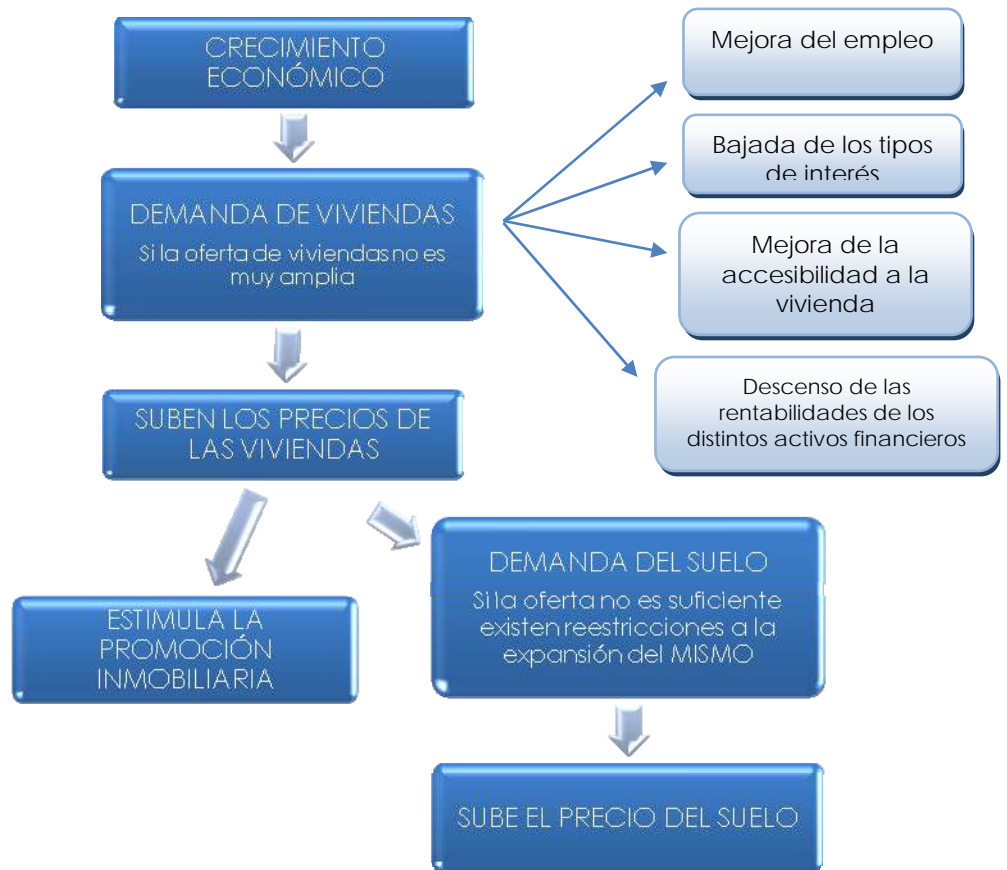 CRECIMIENTO
ECONÓMICO
Mejora del empleo
Bajada de los tipos
de interés
DEMANDA DE VIVIENDAS
Si la oferta de viviendas no es
muy amplia
Mejora de la
accesibilidad a la
vivienda
Descenso de las
rentabilidades de los
distintos activos financieros
SUBEN LOS PRECIOS DE
LAS VIVIENDAS
ESTIMULA LA
PROMOCIÓN
INMOBILIARIA
DEMANDA DEL SUELO
Si la oferta no es suficiente
existen reestricciones a la
expansión del MISMO
SUBE EL PRECIO DEL SUELO